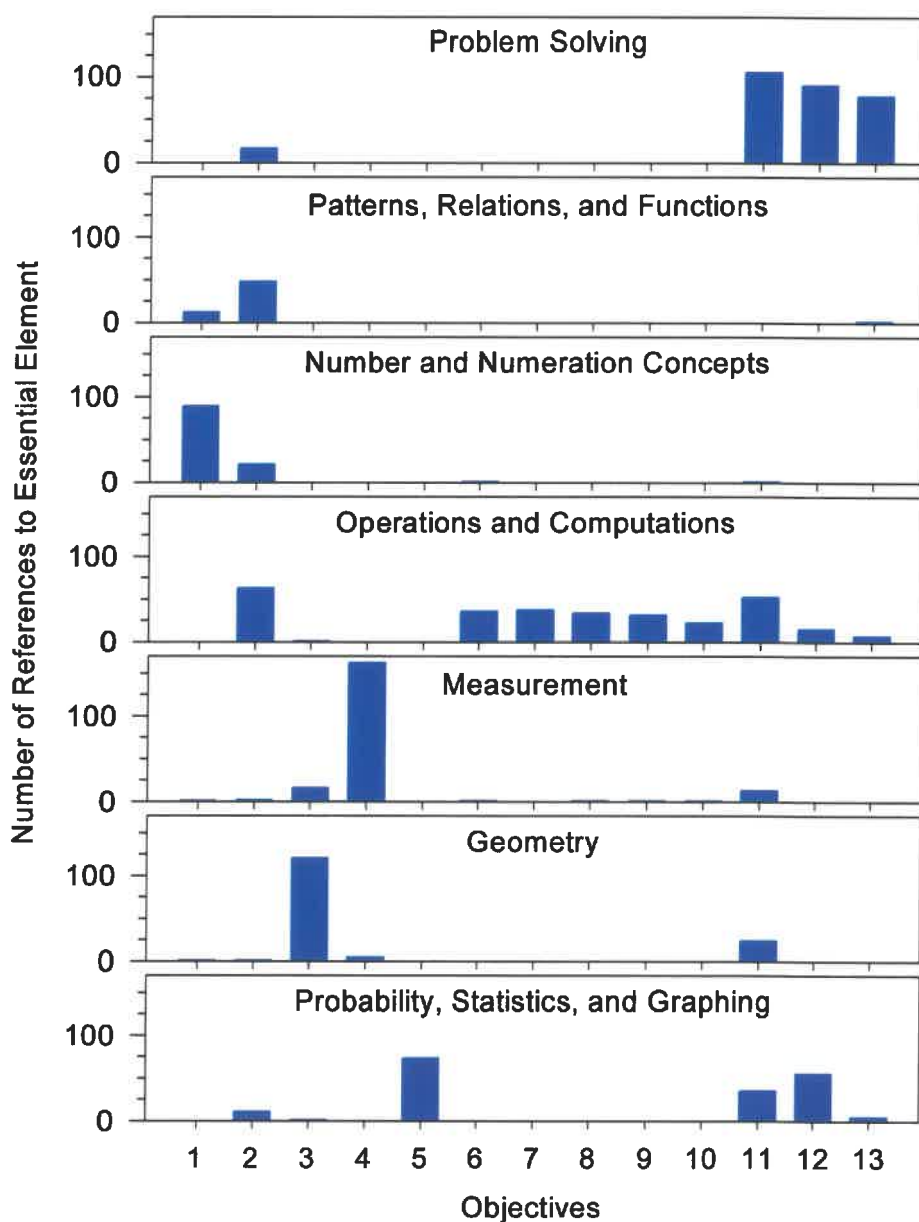 Number of References to Essential Element
Problem Solving
100
0
Patterns, Relations, and Functions
100
0
Number and Numeration Concepts
100
0
Operations and Computations
100
0
Measurement
100
0
Geometry
100
0
Probability, Statistics, and Graphing
100
0
1 2 3 4 5 6 7 8 9 10 11 12 13
Objectives